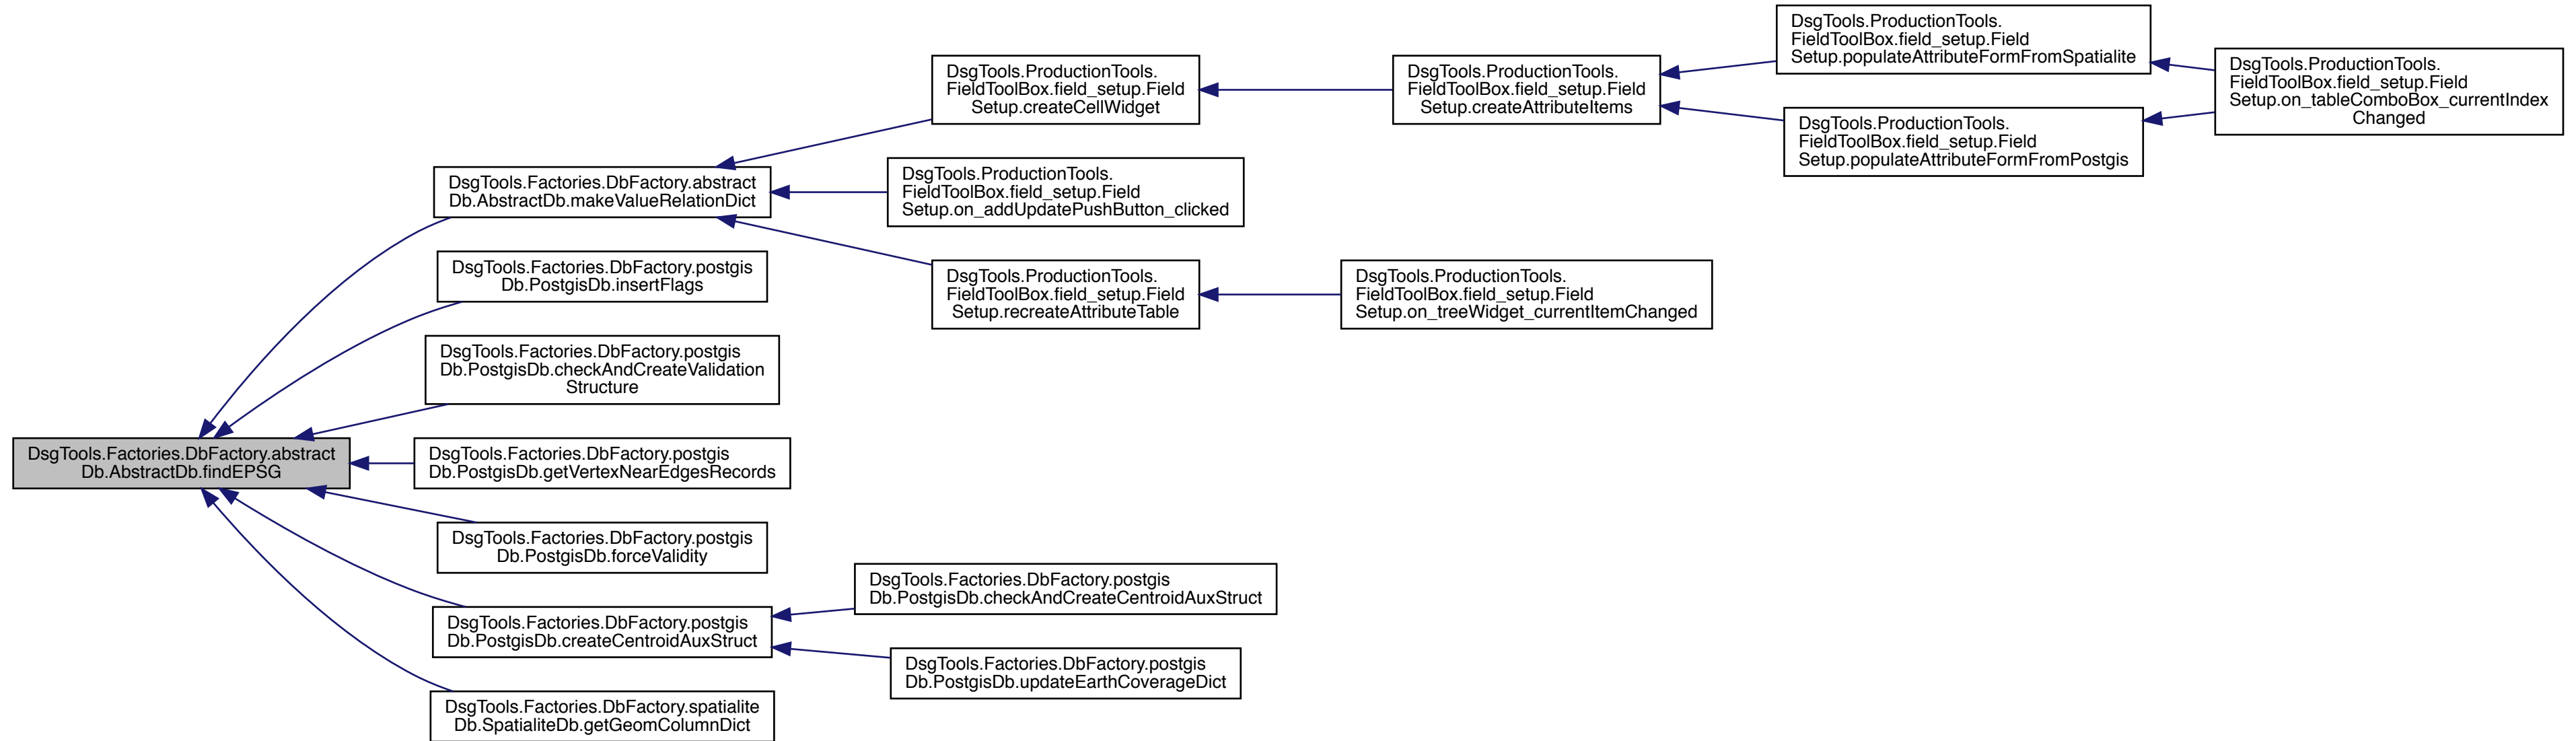 DsgTools.ProductionTools.
FieldToolBox.field_setup.Field
Setup.populateAttributeFormFromSpatialite
DsgTools.ProductionTools.
FieldToolBox.field_setup.Field
Setup.on_tableComboBox_currentIndex
Changed
DsgTools.ProductionTools.
FieldToolBox.field_setup.Field
Setup.createCellWidget
DsgTools.ProductionTools.
FieldToolBox.field_setup.Field
Setup.createAttributeItems
DsgTools.ProductionTools.
FieldToolBox.field_setup.Field
Setup.populateAttributeFormFromPostgis
DsgTools.Factories.DbFactory.abstract
Db.AbstractDb.makeValueRelationDict
DsgTools.ProductionTools.
FieldToolBox.field_setup.Field
Setup.on_addUpdatePushButton_clicked
DsgTools.Factories.DbFactory.postgis
Db.PostgisDb.insertFlags
DsgTools.ProductionTools.
FieldToolBox.field_setup.Field
Setup.recreateAttributeTable
DsgTools.ProductionTools.
FieldToolBox.field_setup.Field
Setup.on_treeWidget_currentItemChanged
DsgTools.Factories.DbFactory.postgis
Db.PostgisDb.checkAndCreateValidation
Structure
DsgTools.Factories.DbFactory.abstract
Db.AbstractDb.findEPSG
DsgTools.Factories.DbFactory.postgis
Db.PostgisDb.getVertexNearEdgesRecords
DsgTools.Factories.DbFactory.postgis
Db.PostgisDb.forceValidity
DsgTools.Factories.DbFactory.postgis
Db.PostgisDb.checkAndCreateCentroidAuxStruct
DsgTools.Factories.DbFactory.postgis
Db.PostgisDb.createCentroidAuxStruct
DsgTools.Factories.DbFactory.postgis
Db.PostgisDb.updateEarthCoverageDict
DsgTools.Factories.DbFactory.spatialite
Db.SpatialiteDb.getGeomColumnDict